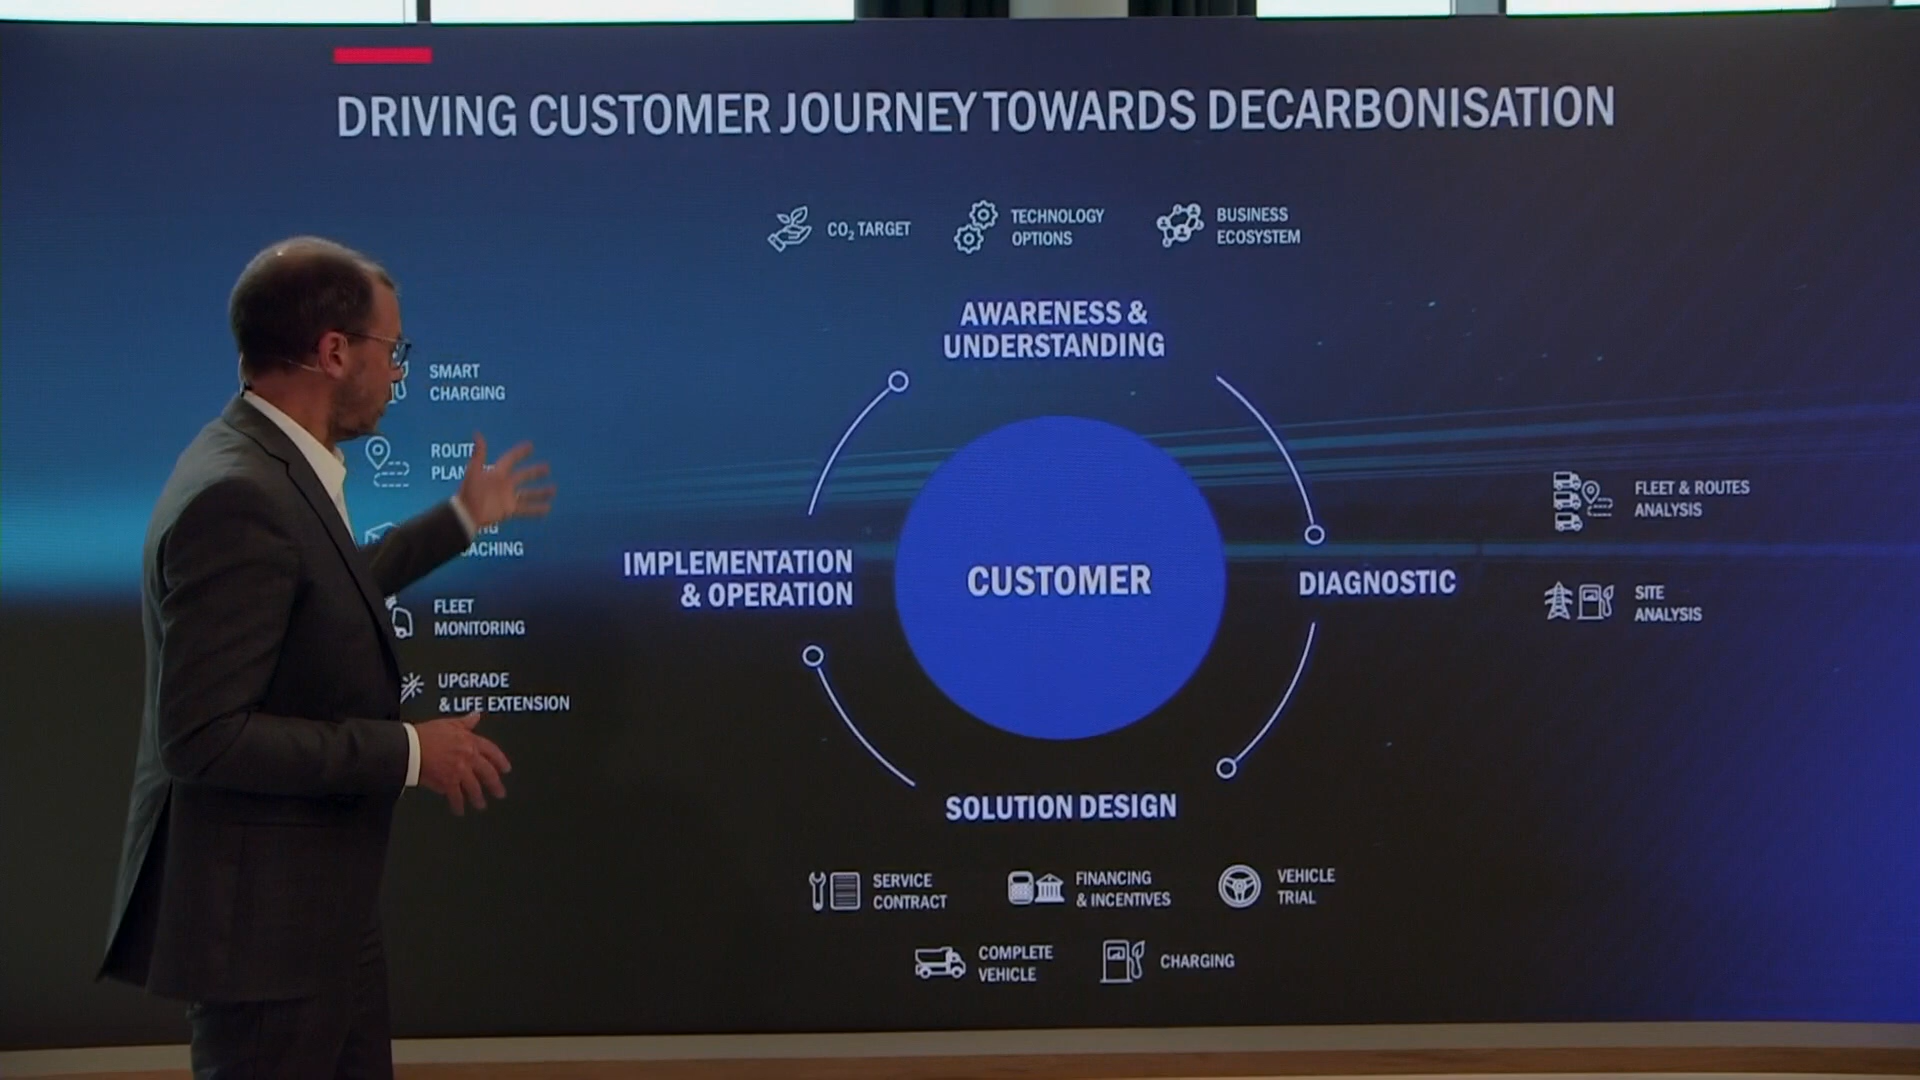 DRIVING CUSTOMER JOURNEY TOWARDS DECARBONISATION
CO₂ TARGET
TECHNOLOGY
OPTIONS
BUSINESS
ECOSYSTEM
AWARENESS &
UNDERSTANDING
SMART
CHARGING
FLEET
MONITORING
UPGRADE
& LIFE EXTENSION
IMPLEMENTATION
& OPERATION
CUSTOMER
DIAGNOSTIC
FLEET & ROUTES
ANALYSIS
SITE
ANALYSIS
SOLUTION DESIGN
SERVICE
CONTRACT
FINANCING
& INCENTIVES
VEHICLE
TRIAL
COMPLETE
VEHICLE
CHARGING